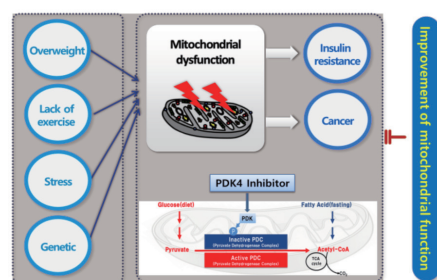 Overweight
Lack of
exercise
Stress
Genetic
Mitochondrial
dysfunction
Insulin
resistance
Cancer
PDK4 Inhibitor
Glucose(diet)
Fatty Acid(fasting)
PDK
P
Inactive PDC
(Pyruvate Dehydrogenase Complex)
Pyruvate
Acetyl-CoA
Active PDC
(Pyruvate Dehydrogenase Complex)
TCA
cycle
CO₂
Improvement of mitochondrial function